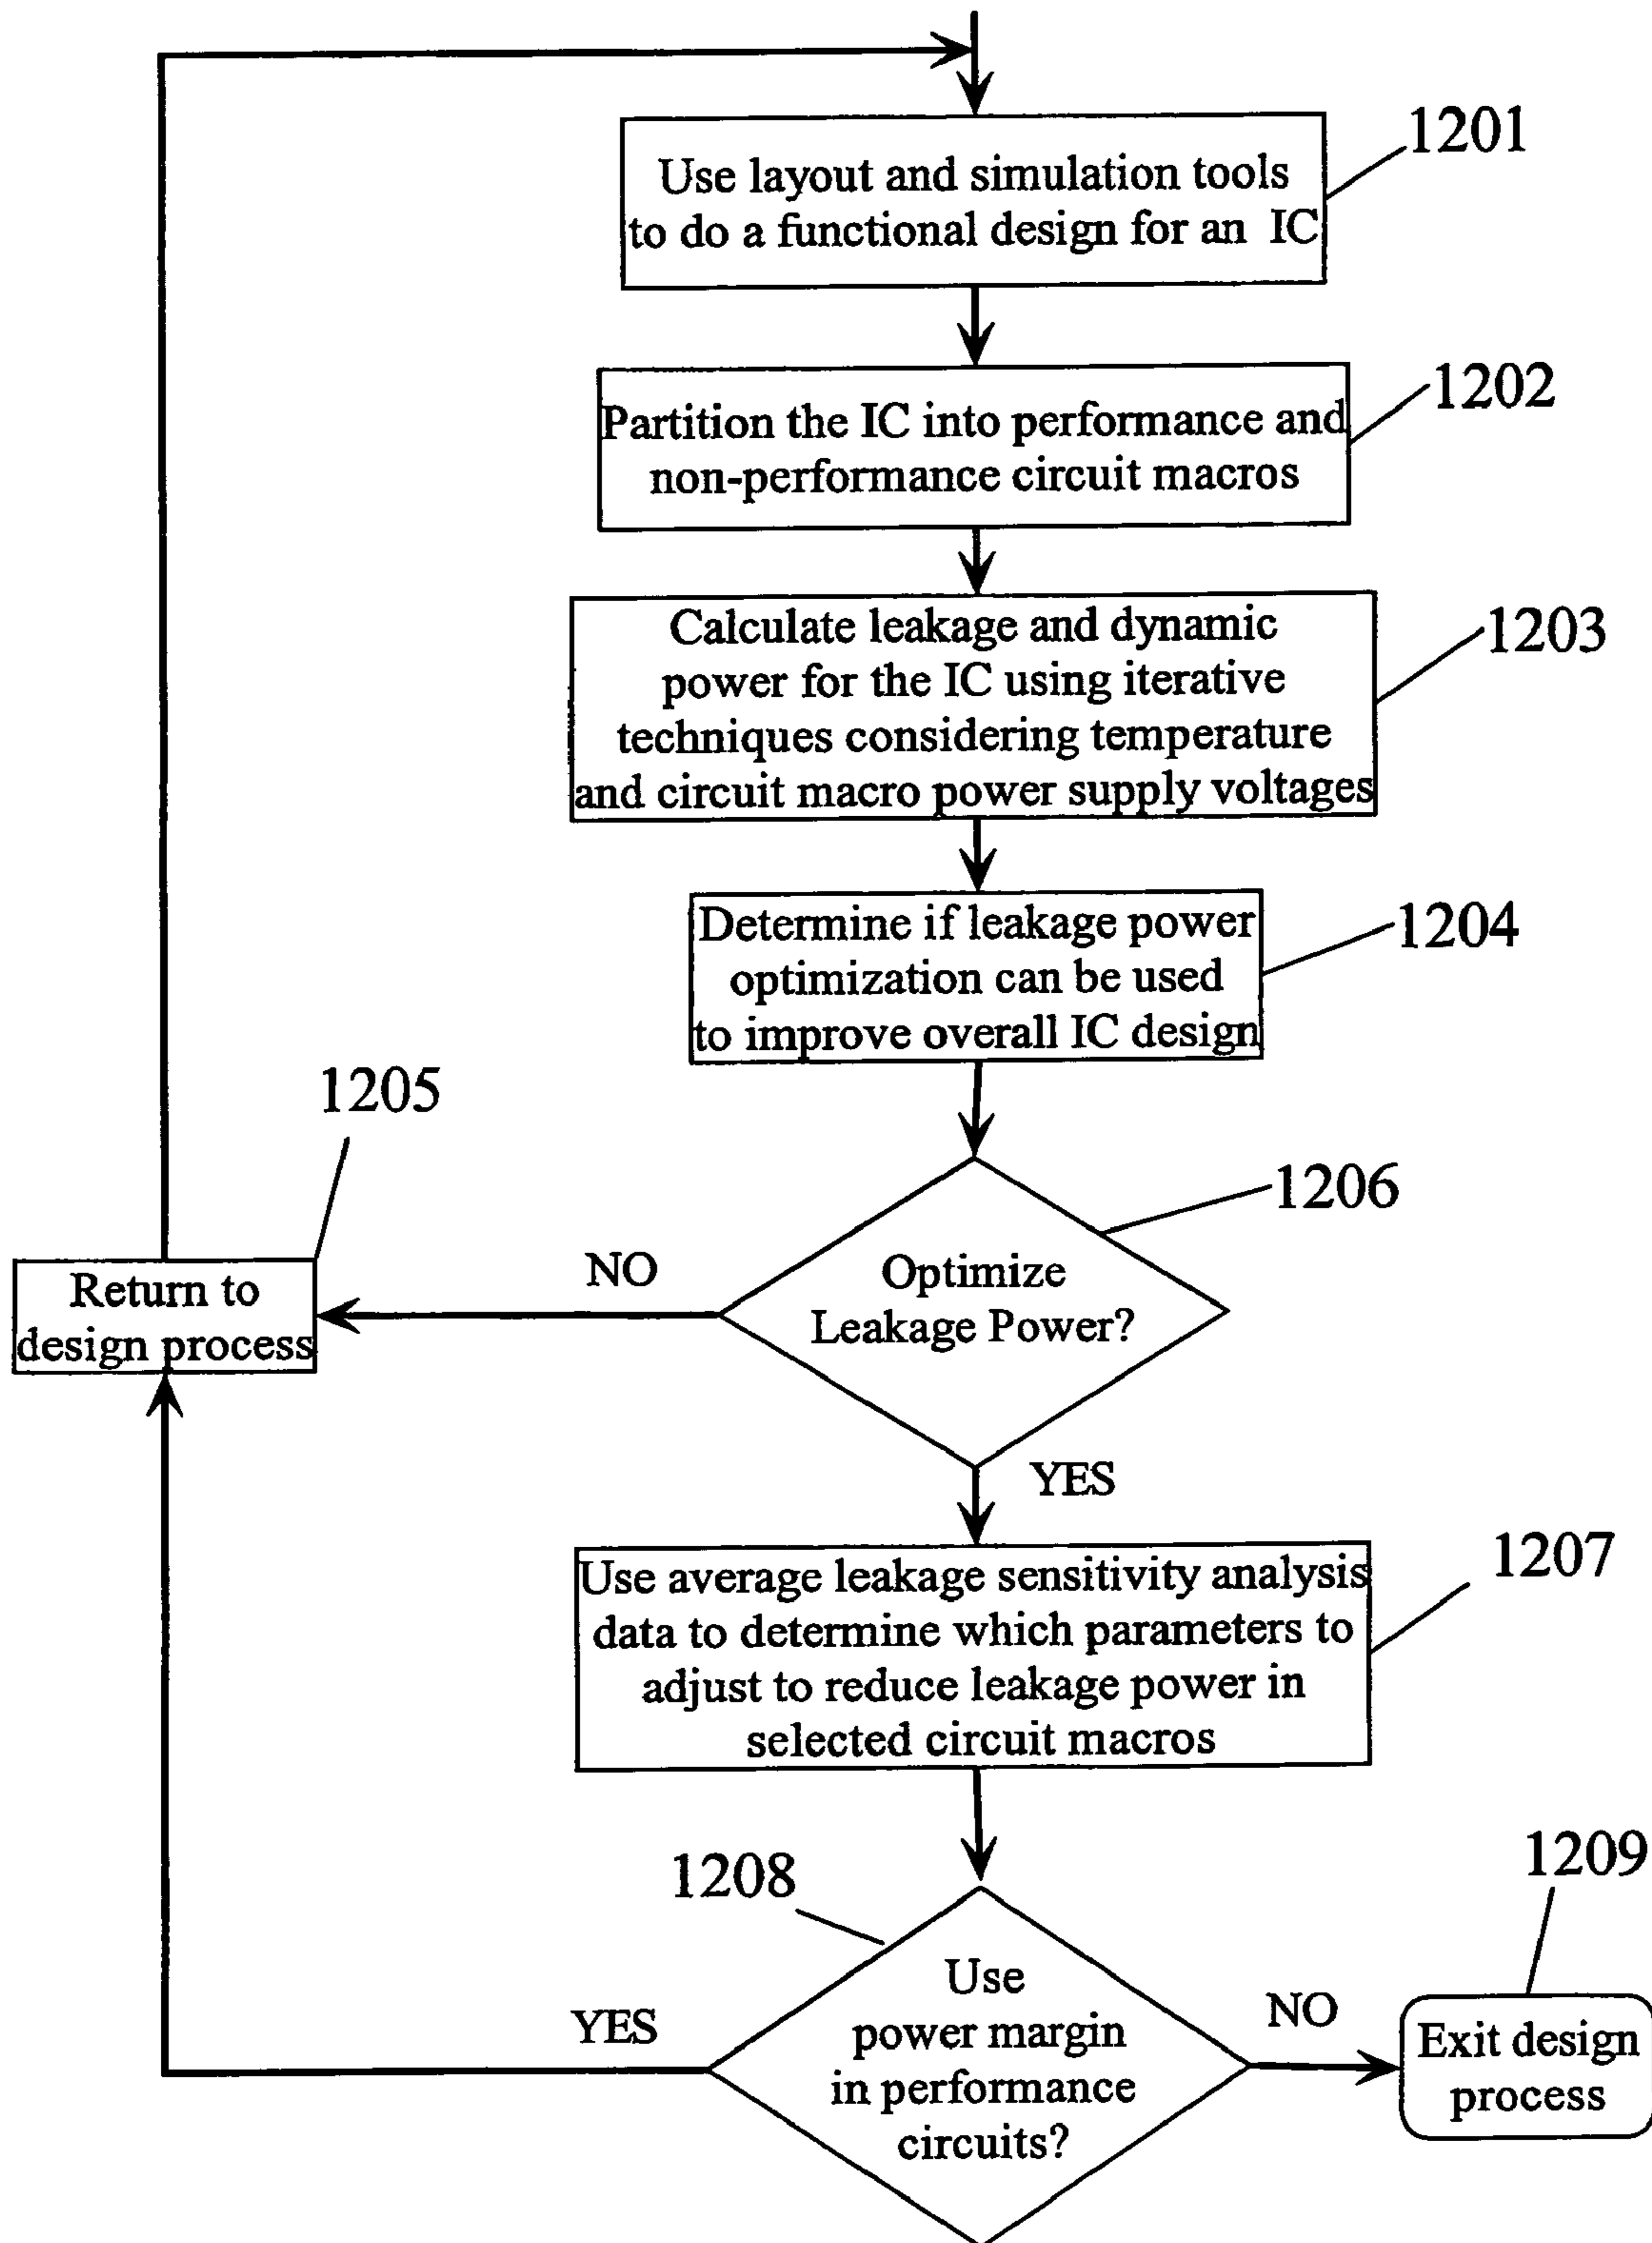 1201
Use layout and simulation tools
to do a functional design for an IC
1202
Partition the IC into performance and
non-performance circuit macros
1203
Calculate leakage and dynamic
power for the IC using iterative
techniques considering temperature
and circuit macro power supply voltages
1204
Determine if leakage power
optimization can be used
to improve overall IC design
1205
1206
Return to
design process
NO
Optimize
Leakage Power?
YES
1207
Use average leakage sensitivity analysis
data to determine which parameters to
adjust to reduce leakage power in
selected circuit macros
1208
1209
YES
Use
power margin
in performance
circuits?
NO
Exit design
process